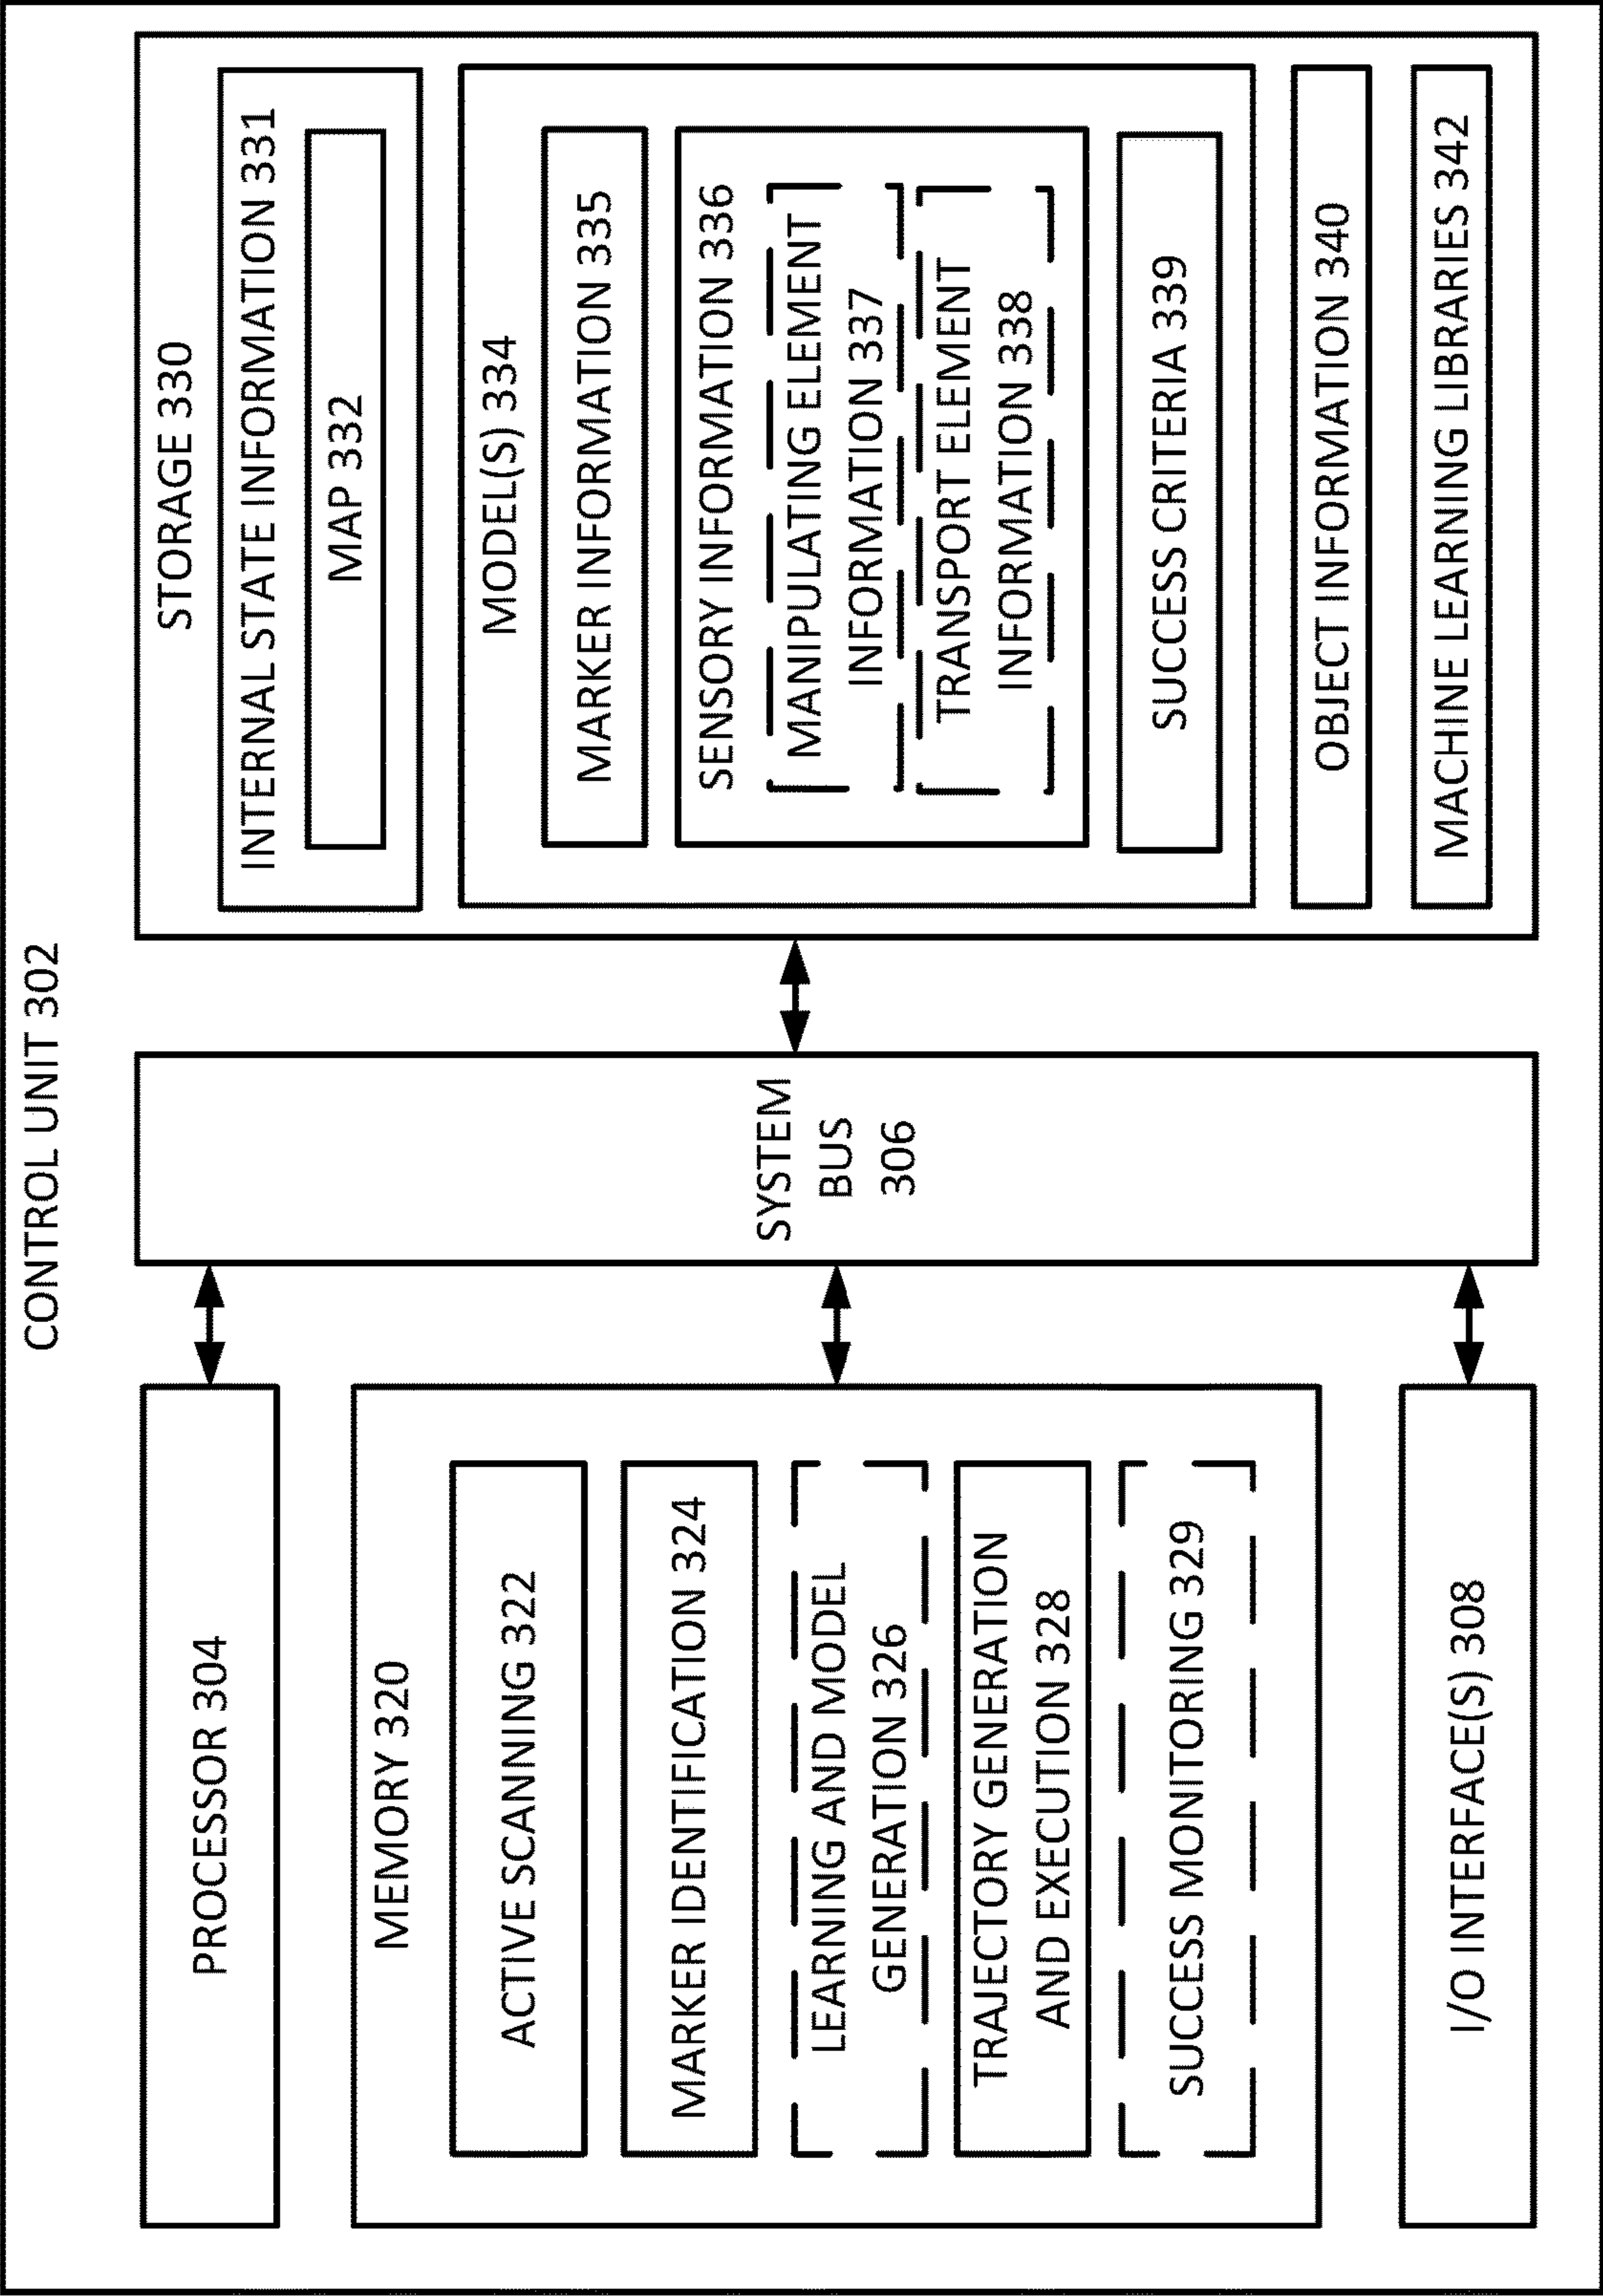 CONTROL UNIT 302
PROCESSOR 304
MEMORY 320
ACTIVE SCANNING 322
MARKER IDENTIFICATION 324
LEARNING AND MODEL
GENERATION 326
TRAJECTORY GENERATION
AND EXECUTION 328
SUCCESS MONITORING 329
I/O INTERFACE(S) 308
SYSTEM
BUS
306
STORAGE 330
INTERNAL STATE INFORMATION 331
MAP 332
MODEL(S) 334
MARKER INFORMATION 335
SENSORY INFORMATION 336
MANIPULATING ELEMENT
INFORMATION 337
TRANSPORT ELEMENT
INFORMATION 338
SUCCESS CRITERIA 339
OBJECT INFORMATION 340
MACHINE LEARNING LIBRARIES 342